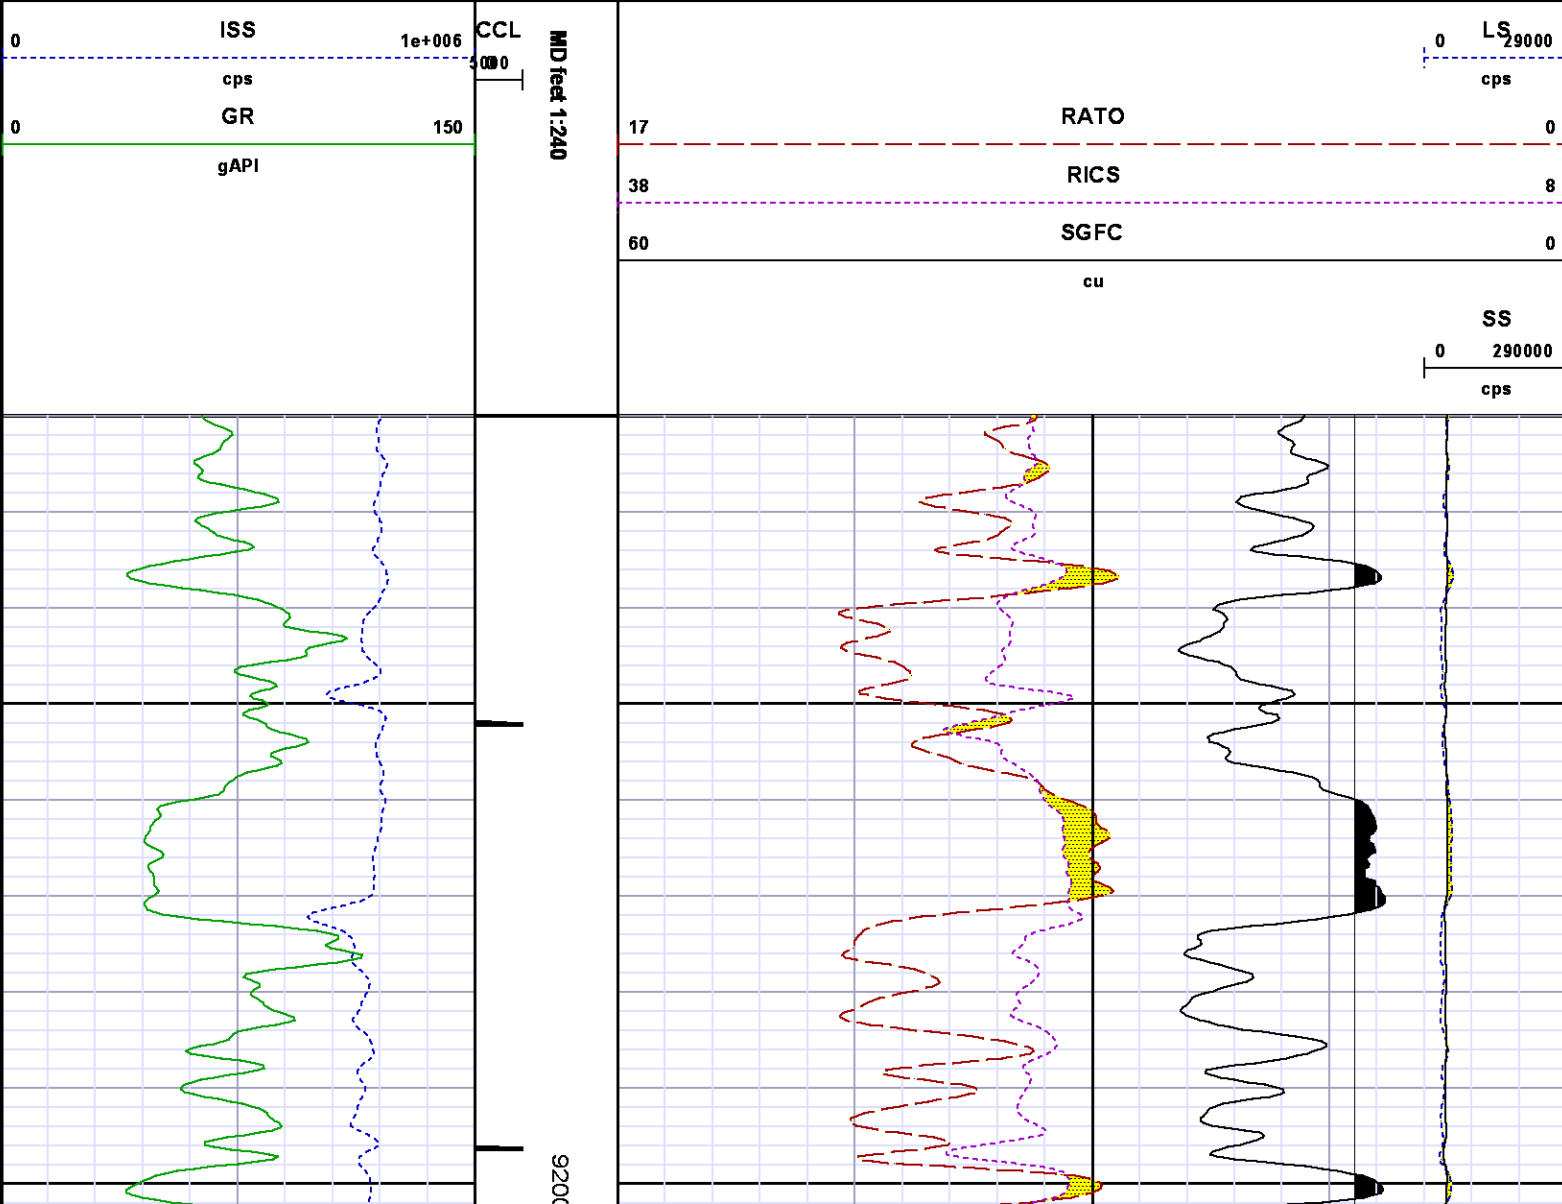 ISS
0 1e+006
cps
GR
0 150
gAPI
CCL
MD feet 1:240
LS
0 29000
cps
RATO
17 0
RICS
38 8
SGFC
60 0
cu
SS
0 290000
cps
9200